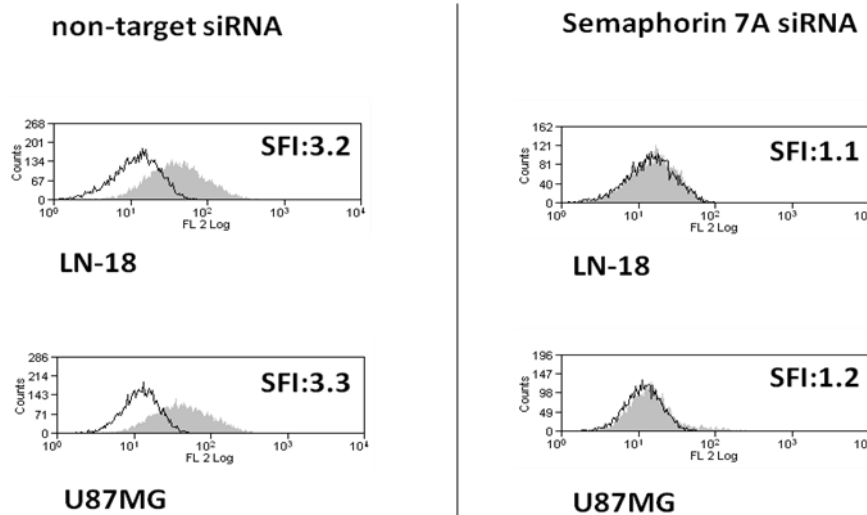 non-target siRNA
Semaphorin 7A siRNA
268
201
134
67
0
Counts
SFI:3.2
10⁰ 10¹ 10² 10³ 10⁴
FL 2 Log
LN-18
162
121
81
40
0
Counts
SFI:1.1
10⁰ 10¹ 10² 10³
FL 2 Log
LN-18
286
214
143
71
0
Counts
SFI:3.3
10⁰ 10¹ 10² 10³ 10⁴
FL 2 Log
U87MG
196
147
98
49
0
Counts
SFI:1.2
10⁰ 10¹ 10² 10³
FL 2 Log
U87MG